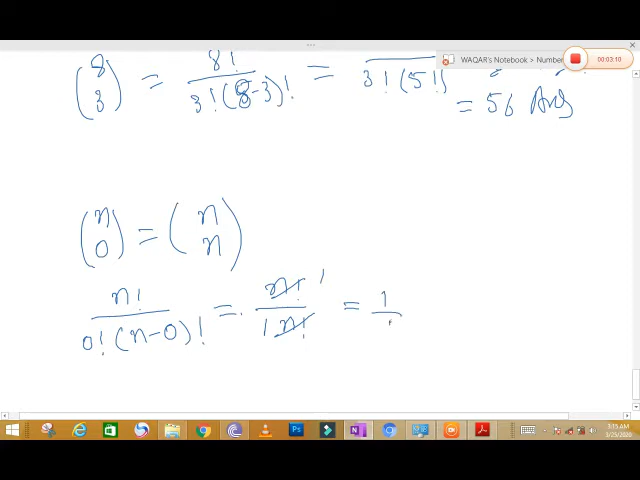 WAQAR's Notebook > Number
00:03:10
(8 3) = 8! / 3!(8-3)! = / 3!(5!)
= 56 Ans
(n 0) = (n n)
n! / 0!(n-0)! = n! / 1 n! = 1
3:15 AM
3/25/2020